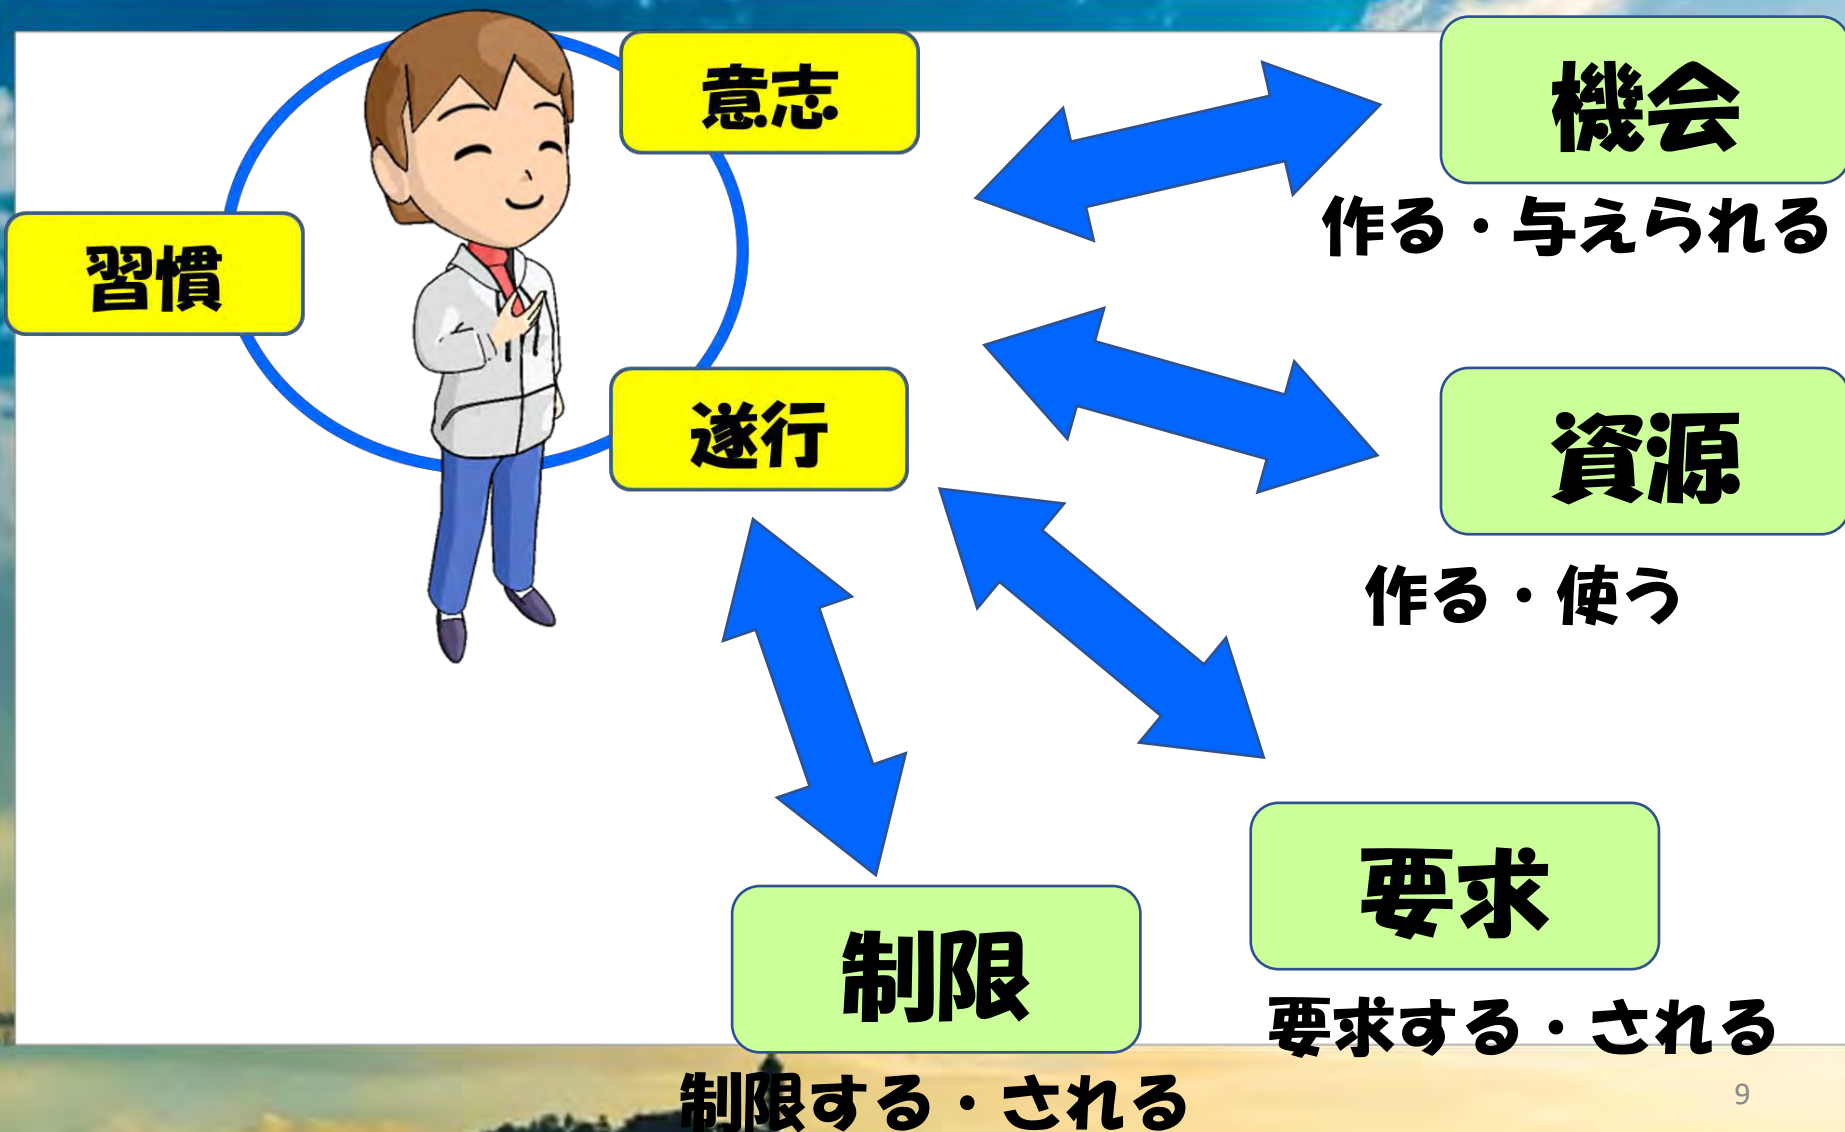 意志
習慣
遂行
機会
作る・与えられる
資源
作る・使う
要求
要求する・される
制限
制限する・される
9